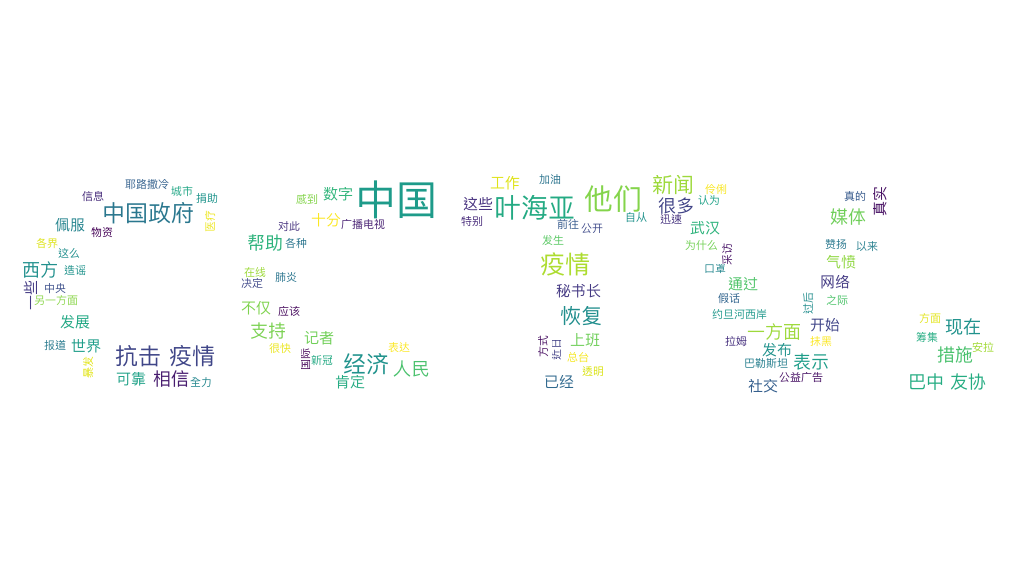 耶路撒冷
信息
城市
捐助
中国政府
医疗
佩服
物资
各界
这么
西方
造谣
一些
中央
另一方面
发展
报道
世界
抗击 疫情
可靠
相信
全力
感到
数字
中国
十分
广播电视
对此
帮助
各种
在线
决定
肺炎
不仅
应该
支持
记者
很快
国际
新冠
经济
表达
人民
肯定
工作
加油
这些
叶海亚
他们
特别
前往
公开
自从
发生
疫情
秘书长
恢复
上班
方式
近日
总台
透明
已经
新闻
伶俐
很多
认为
迅速
武汉
为什么
采访
口罩
通过
假话
约旦河西岸
一方面
开始
拉姆
发布
抹黑
巴勒斯坦
表示
公益广告
社交
真的
真实
媒体
赞扬
以来
气愤
网络
过后
之际
方面
现在
筹集
措施
安拉
巴中 友协